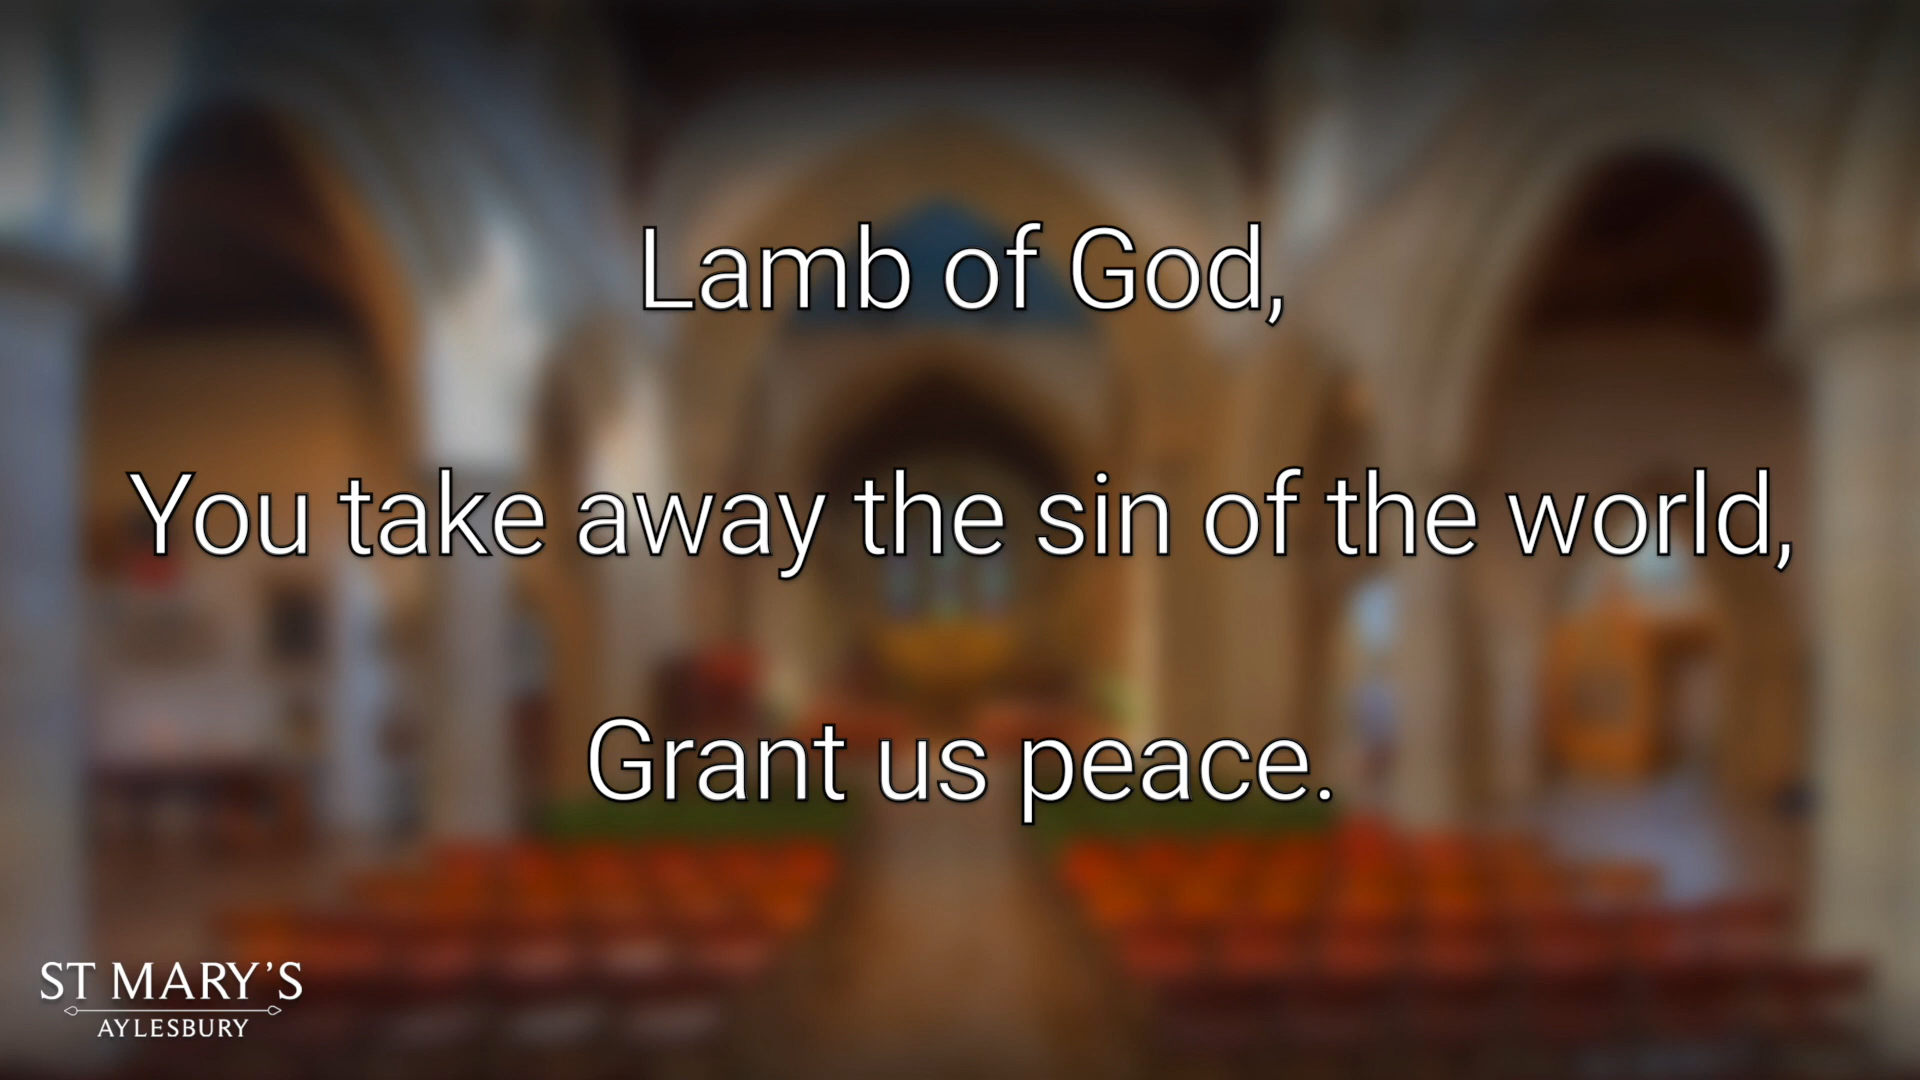 Lamb of God,
You take away the sin of the world,
Grant us peace.
ST MARY'S
AYLESBURY